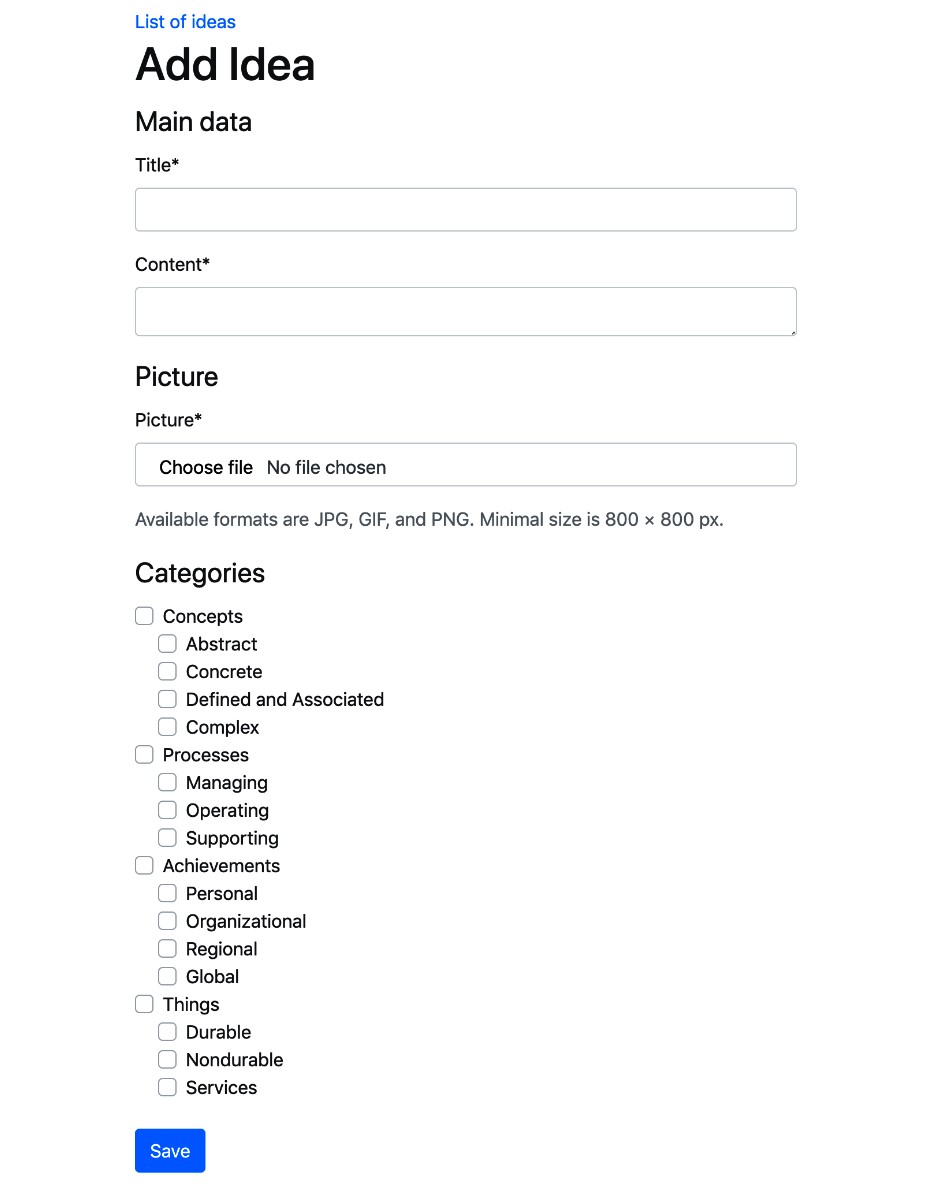 List of ideas
Add Idea
Main data
Title*
Content*
Picture
Picture*
Choose file No file chosen
Available formats are JPG, GIF, and PNG. Minimal size is 800 × 800 px.
Categories
Concepts
Abstract
Concrete
Defined and Associated
Complex
Processes
Managing
Operating
Supporting
Achievements
Personal
Organizational
Regional
Global
Things
Durable
Nondurable
Services
Save